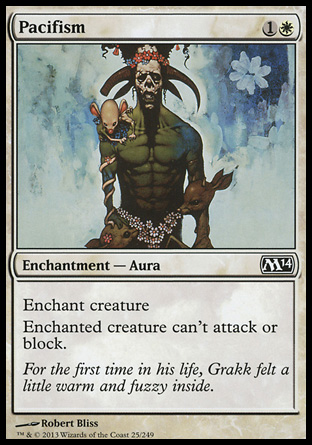 Pacifism 1
Enchantment — Aura M14
Enchant creature
Enchanted creature can't attack or
block.
For the first time in his life, Grakk felt a
little warm and fuzzy inside.
Robert Bliss
™ & © 2013 Wizards of the Coast 25/249